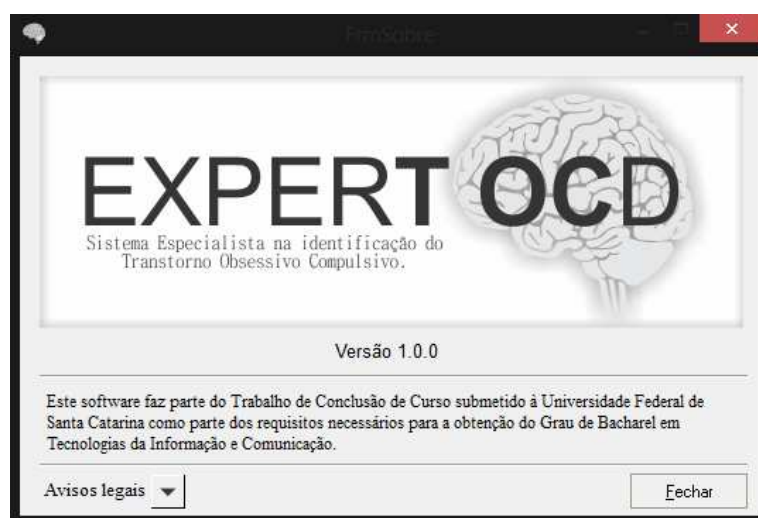 FrmSobre
EXPERT OCD
Sistema Especialista na identificação do
Transtorno Obsessivo Compulsivo.
Versão 1.0.0
Este software faz parte do Trabalho de Conclusão de Curso submetido à Universidade Federal de
Santa Catarina como parte dos requisitos necessários para a obtenção do Grau de Bacharel em
Tecnologias da Informação e Comunicação.
Avisos legais
Fechar